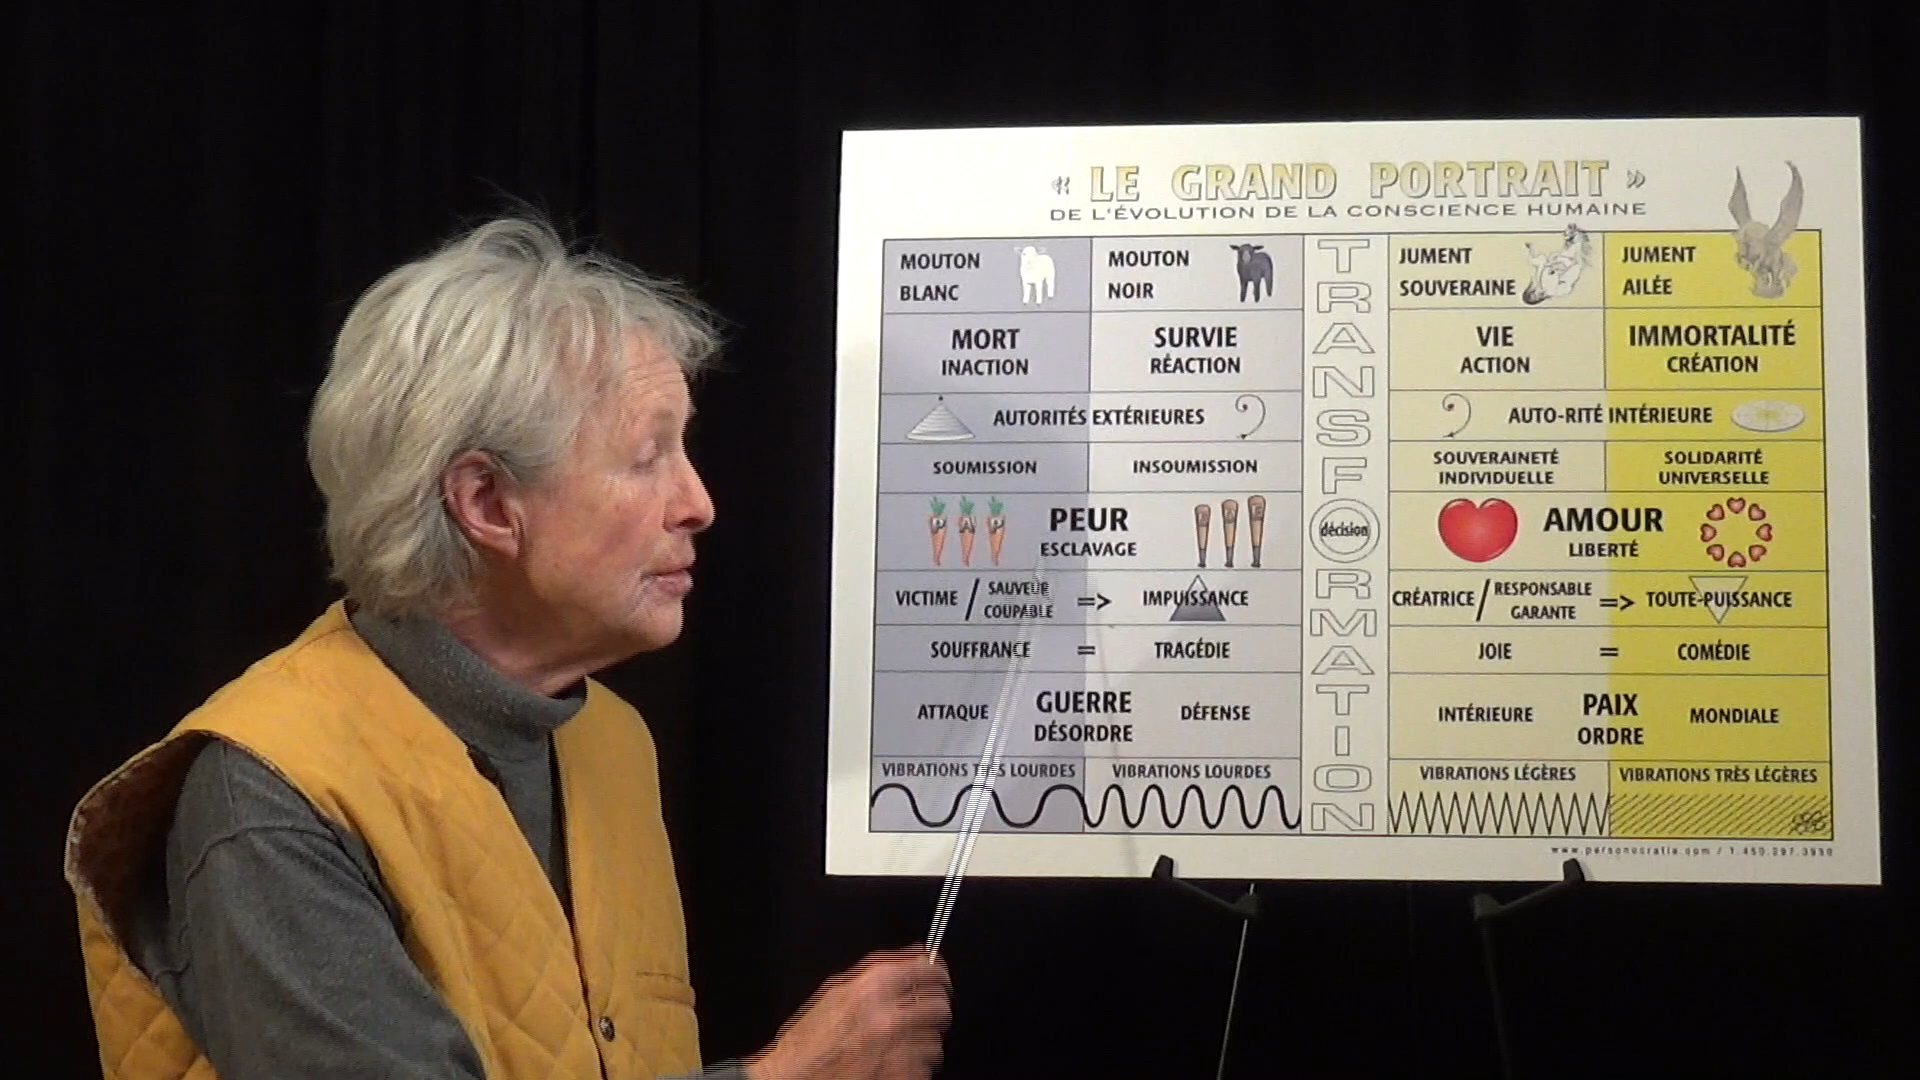 « LE GRAND PORTRAIT »
DE L'ÉVOLUTION DE LA CONSCIENCE HUMAINE
MOUTON
BLANC
MOUTON
NOIR
TRANSFORMATION
JUMENT
SOUVERAINE
JUMENT
AILÉE
MORT
INACTION
SURVIE
RÉACTION
VIE
ACTION
IMMORTALITÉ
CRÉATION
AUTORITÉS EXTÉRIEURES
AUTO-RITÉ INTÉRIEURE
SOUMISSION
INSOUMISSION
SOUVERAINETÉ
INDIVIDUELLE
SOLIDARITÉ
UNIVERSELLE
P A P
PEUR
ESCLAVAGE
décision
AMOUR
LIBERTÉ
VICTIME / SAUVEUR
COUPABLE
=> IMPUISSANCE
CRÉATRICE / RESPONSABLE
GARANTE
=> TOUTE-PUISSANCE
SOUFFRANCE = TRAGÉDIE
JOIE = COMÉDIE
ATTAQUE
GUERRE
DÉSORDRE
DÉFENSE
INTÉRIEURE
PAIX
ORDRE
MONDIALE
VIBRATIONS TRÈS LOURDES
VIBRATIONS LOURDES
VIBRATIONS LÉGÈRES
VIBRATIONS TRÈS LÉGÈRES
www.personocratia.com /